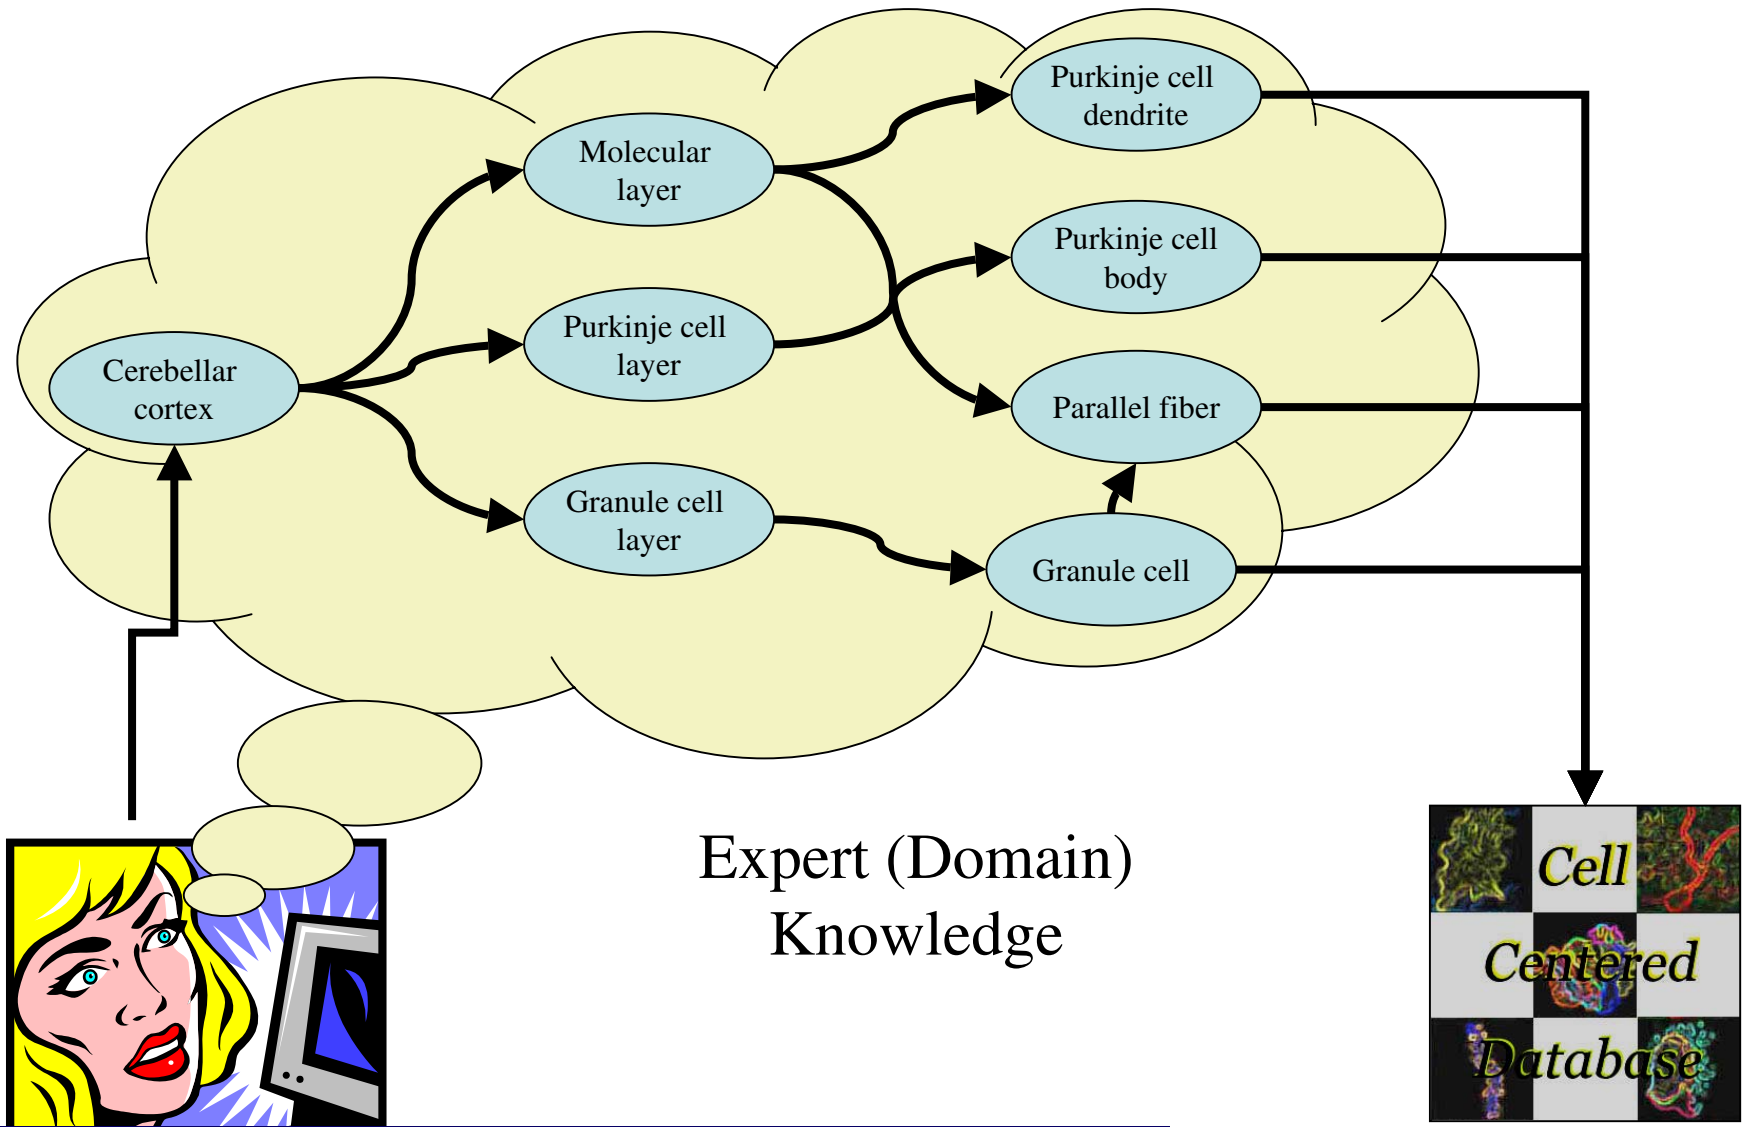 Purkinje cell
dendrite
Molecular
layer
Purkinje cell
body
Purkinje cell
layer
Cerebellar
cortex
Parallel fiber
Granule cell
layer
Granule cell
Expert (Domain)
Knowledge
Cell
Centered
Database